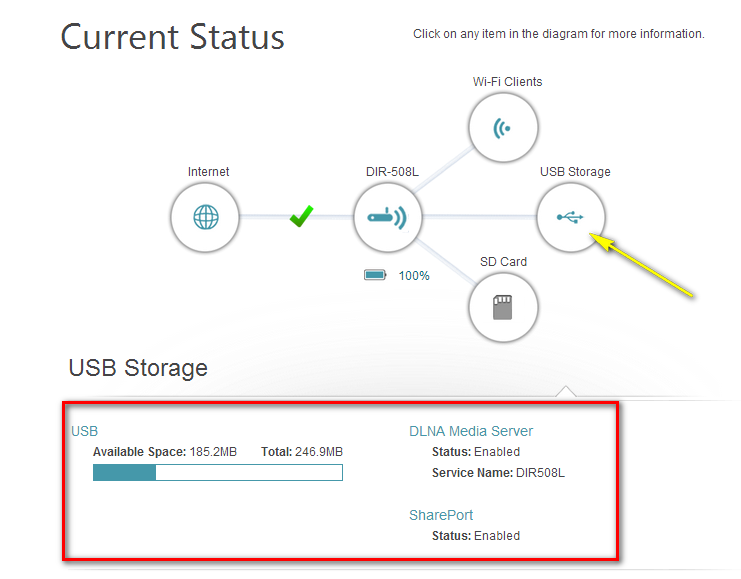 Current Status
Click on any item in the diagram for more information.
Wi-Fi Clients
Internet
DIR-508L
USB Storage
SD Card
100%
USB Storage
USB
Available Space: 185.2MB Total: 246.9MB
DLNA Media Server
Status: Enabled
Service Name: DIR508L
SharePort
Status: Enabled